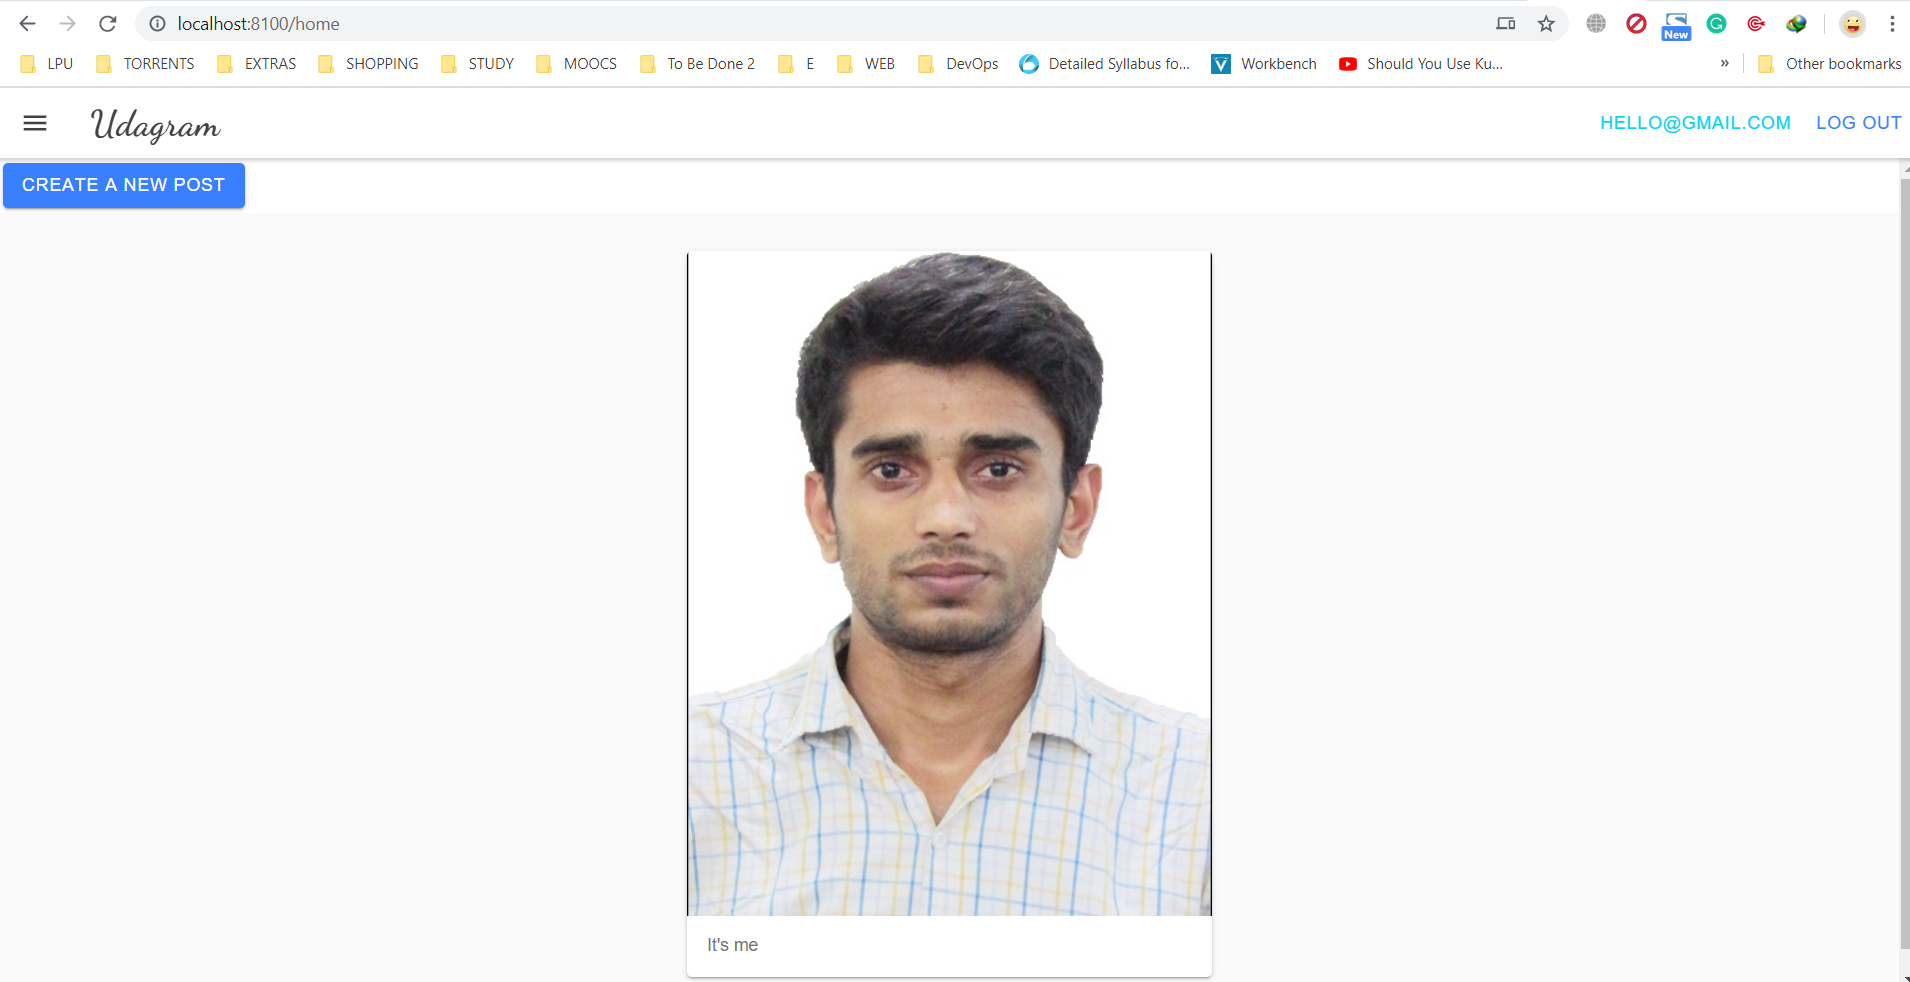 localhost:8100/home
New
LPU TORRENTS EXTRAS SHOPPING STUDY MOOCS To Be Done 2 E WEB DevOps Detailed Syllabus fo... Workbench Should You Use Ku... » Other bookmarks
Udagram HELLO@GMAIL.COM LOG OUT
CREATE A NEW POST
It's me